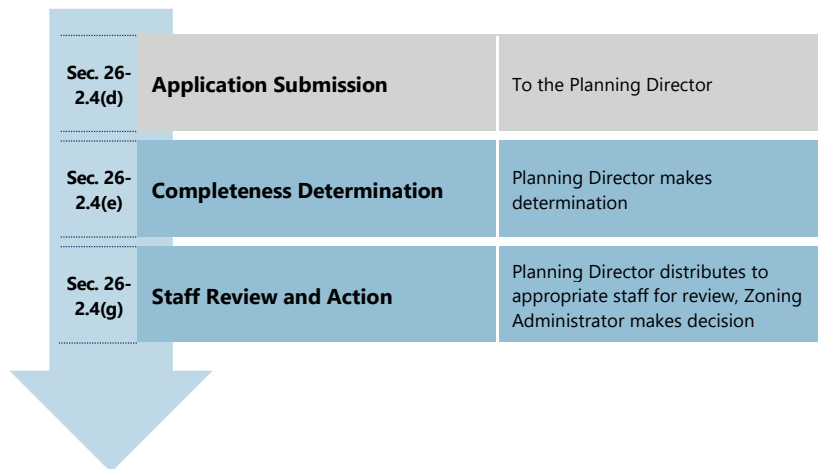 Sec. 26-
2.4(d)
Application Submission
To the Planning Director
Sec. 26-
2.4(e)
Completeness Determination
Planning Director makes
determination
Sec. 26-
2.4(g)
Staff Review and Action
Planning Director distributes to
appropriate staff for review, Zoning
Administrator makes decision